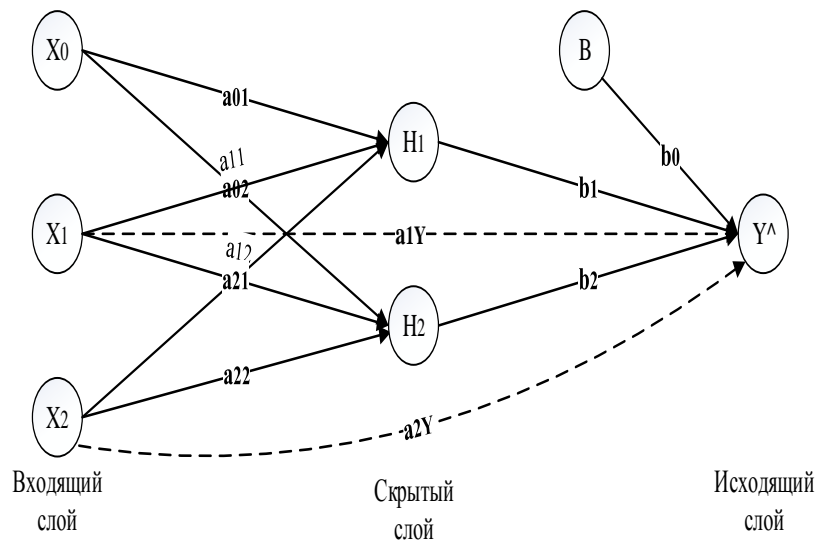 X0
B
a01
H1
a11
a02
b0
b1
X1
a1Y
Y^
a12
a21
b2
H2
a22
X2
a2Y
Входящий
слой
Скрытый
слой
Исходящий
слой